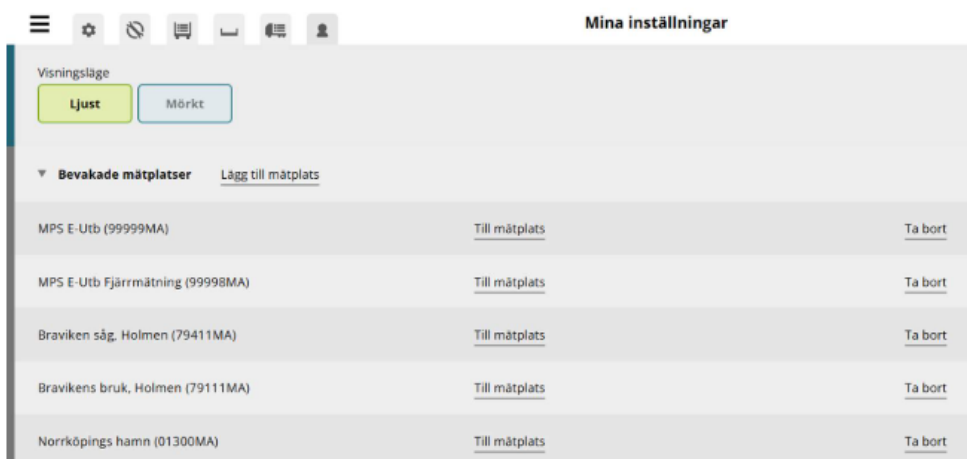 Mina inställningar
Visningsläge
Ljust Mörkt
Bevakade mätplatser Lägg till mätplats
MPS E-Utb (99999MA) Till mätplats Ta bort
MPS E-Utb Fjärrmätning (99998MA) Till mätplats Ta bort
Braviken såg, Holmen (79411MA) Till mätplats Ta bort
Bravikens bruk, Holmen (79111MA) Till mätplats Ta bort
Norrköpings hamn (01300MA) Till mätplats Ta bort